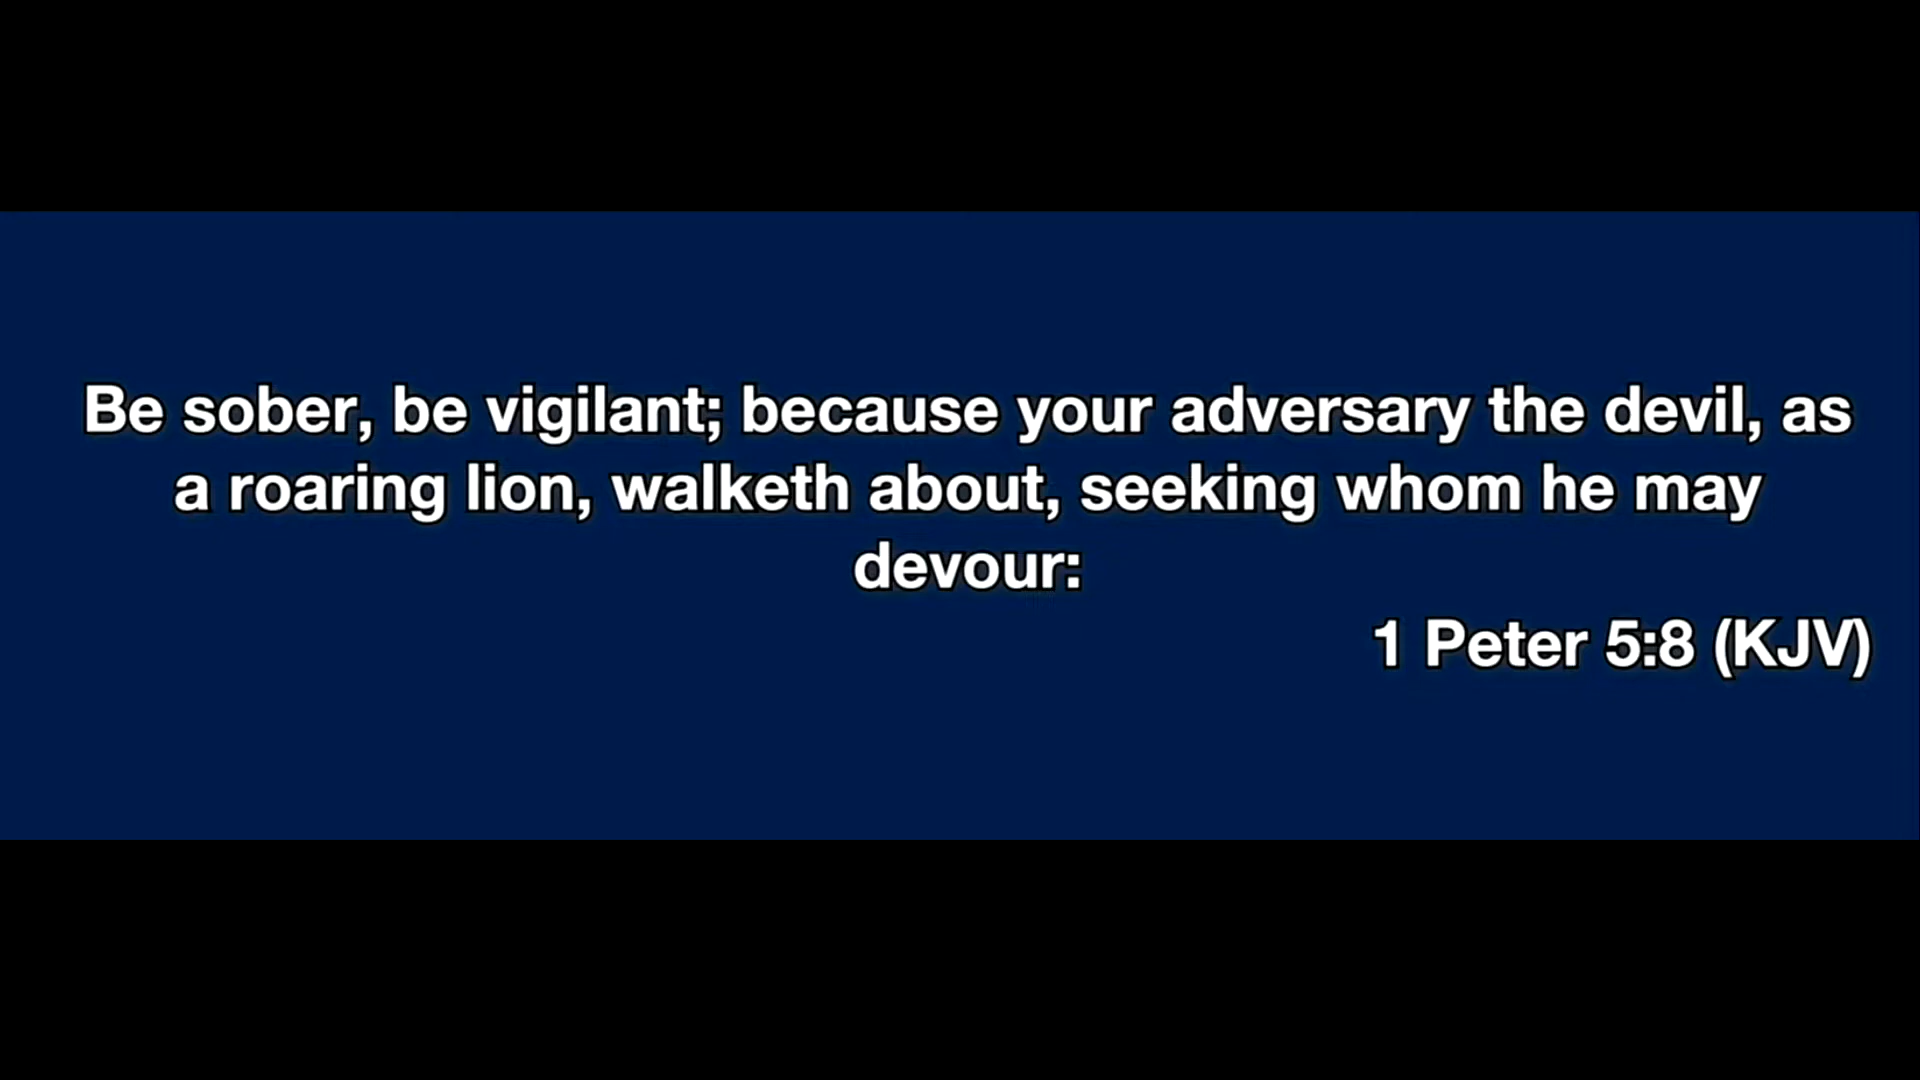 Be sober, be vigilant; because your adversary the devil, as
a roaring lion, walketh about, seeking whom he may
devour:
1 Peter 5:8 (KJV)